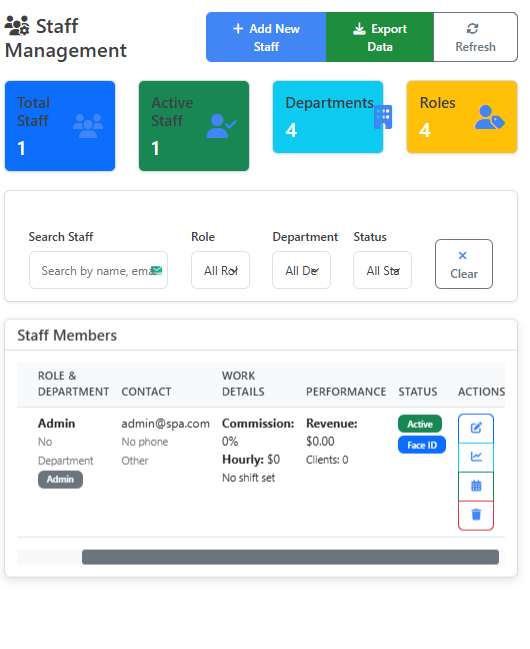 Staff
Management
Add New
Staff
Export
Data
Refresh
Total
Staff
1
Active
Staff
1
Departments
4
Roles
4
Search Staff
Role
Department
Status
Search by name, ema
All Rol
All De
All Sta
Clear
Staff Members
ROLE &
DEPARTMENT
CONTACT
WORK
DETAILS
PERFORMANCE
STATUS
ACTIONS
Admin
No
Department
Admin
admin@spa.com
No phone
Other
Commission:
0%
Hourly: $0
No shift set
Revenue:
$0.00
Clients: 0
Active
Face ID